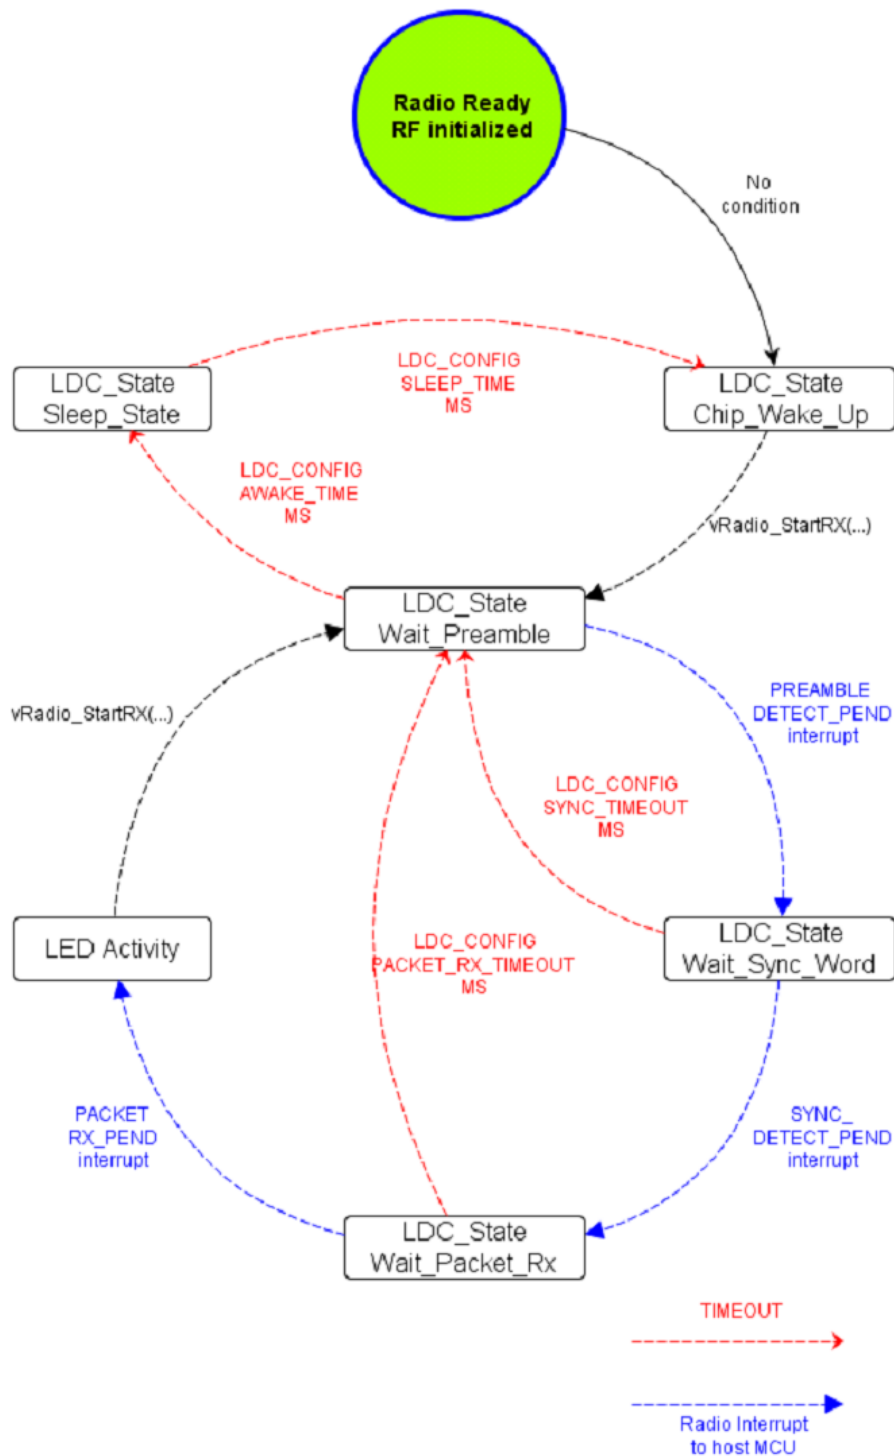 Radio Ready
RF initialized
No
condition
LDC_CONFIG
SLEEP_TIME
MS
LDC_State
Sleep_State
LDC_State
Chip_Wake_Up
LDC_CONFIG
AWAKE_TIME
MS
vRadio_StartRX(...)
LDC_State
Wait_Preamble
vRadio_StartRX(...)
PREAMBLE
DETECT_PEND
interrupt
LDC_CONFIG
SYNC_TIMEOUT
MS
LED Activity
LDC_CONFIG
PACKET_RX_TIMEOUT
MS
LDC_State
Wait_Sync_Word
PACKET
RX_PEND
interrupt
SYNC_
DETECT_PEND
interrupt
LDC_State
Wait_Packet_Rx
TIMEOUT
Radio Interrupt
to host MCU